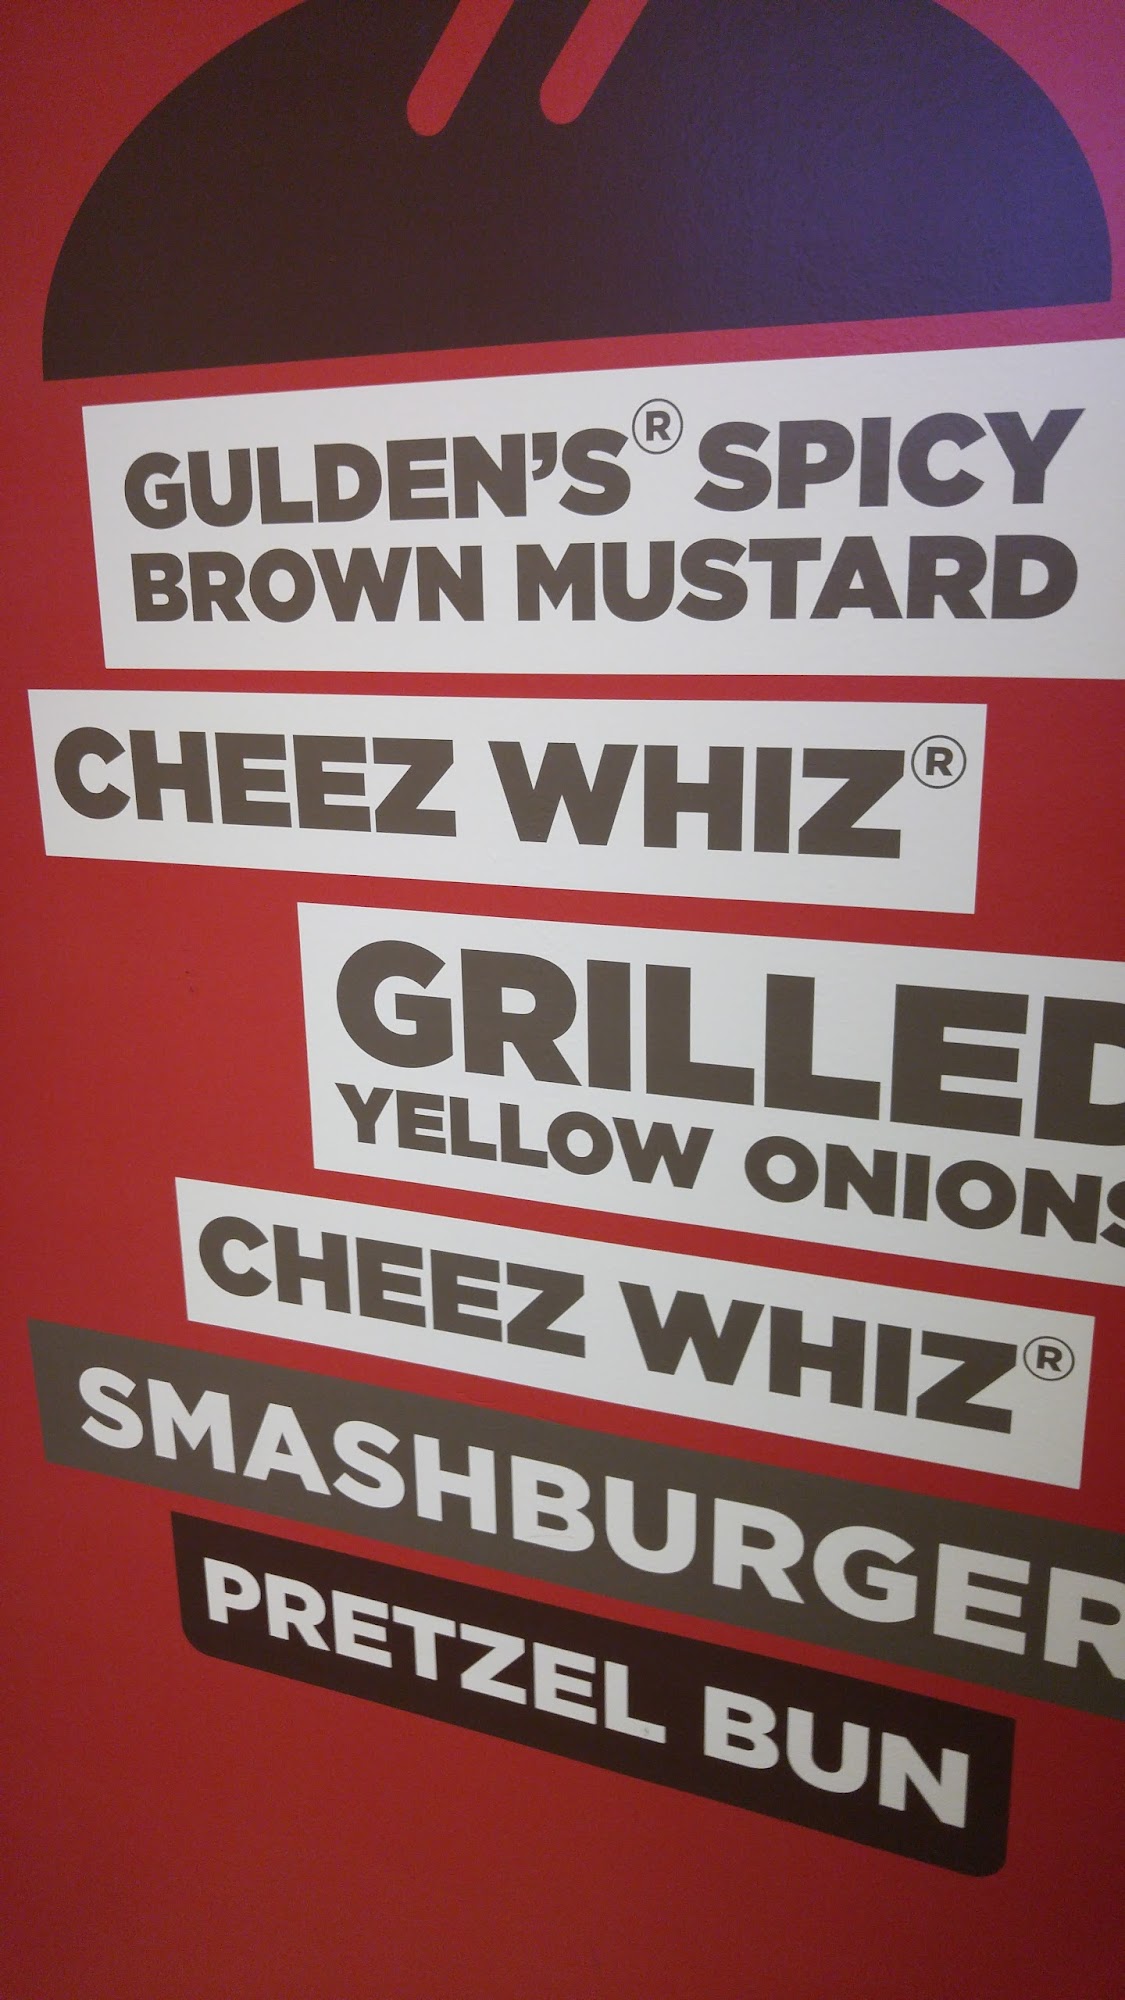 GULDEN'S® SPICY
BROWN MUSTARD
CHEEZ WHIZ®
GRILLED
YELLOW ONIONS
CHEEZ WHIZ®
SMASHBURGER
PRETZEL BUN